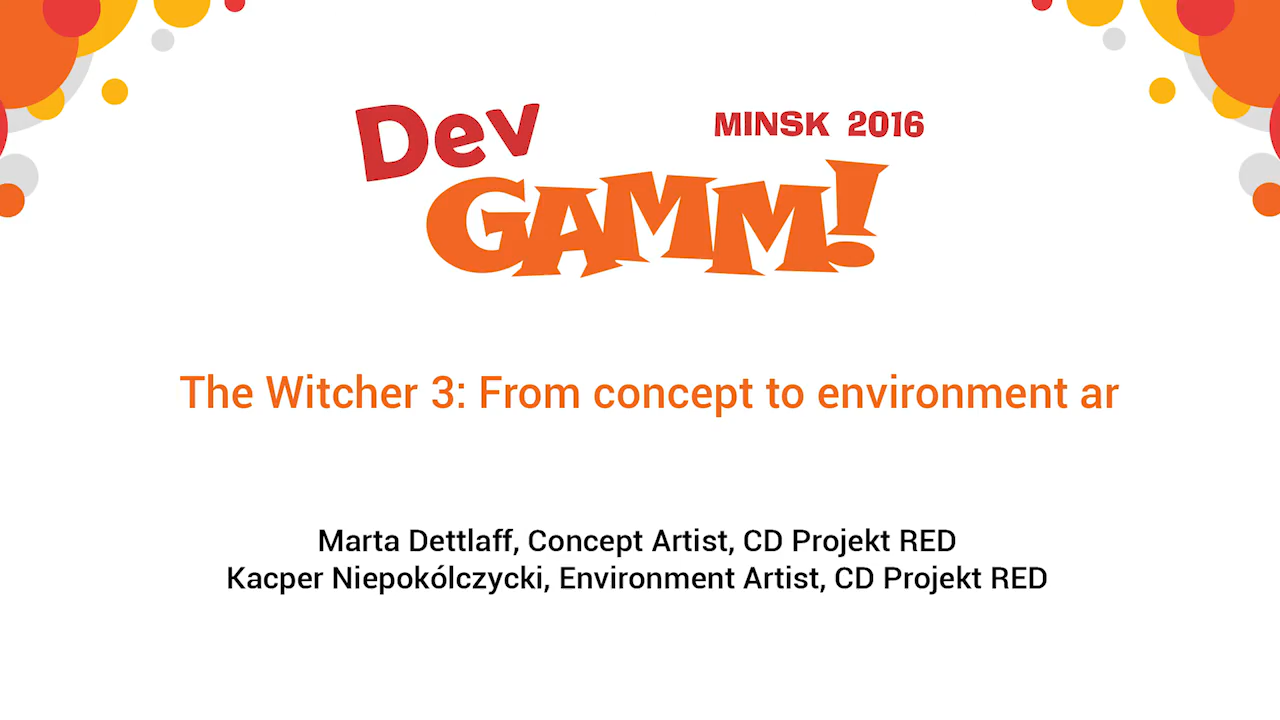 Dev
MINSK 2016
GAMM!
The Witcher 3: From concept to environment ar
Marta Dettlaff, Concept Artist, CD Projekt RED
Kacper Niepokólczycki, Environment Artist, CD Projekt RED